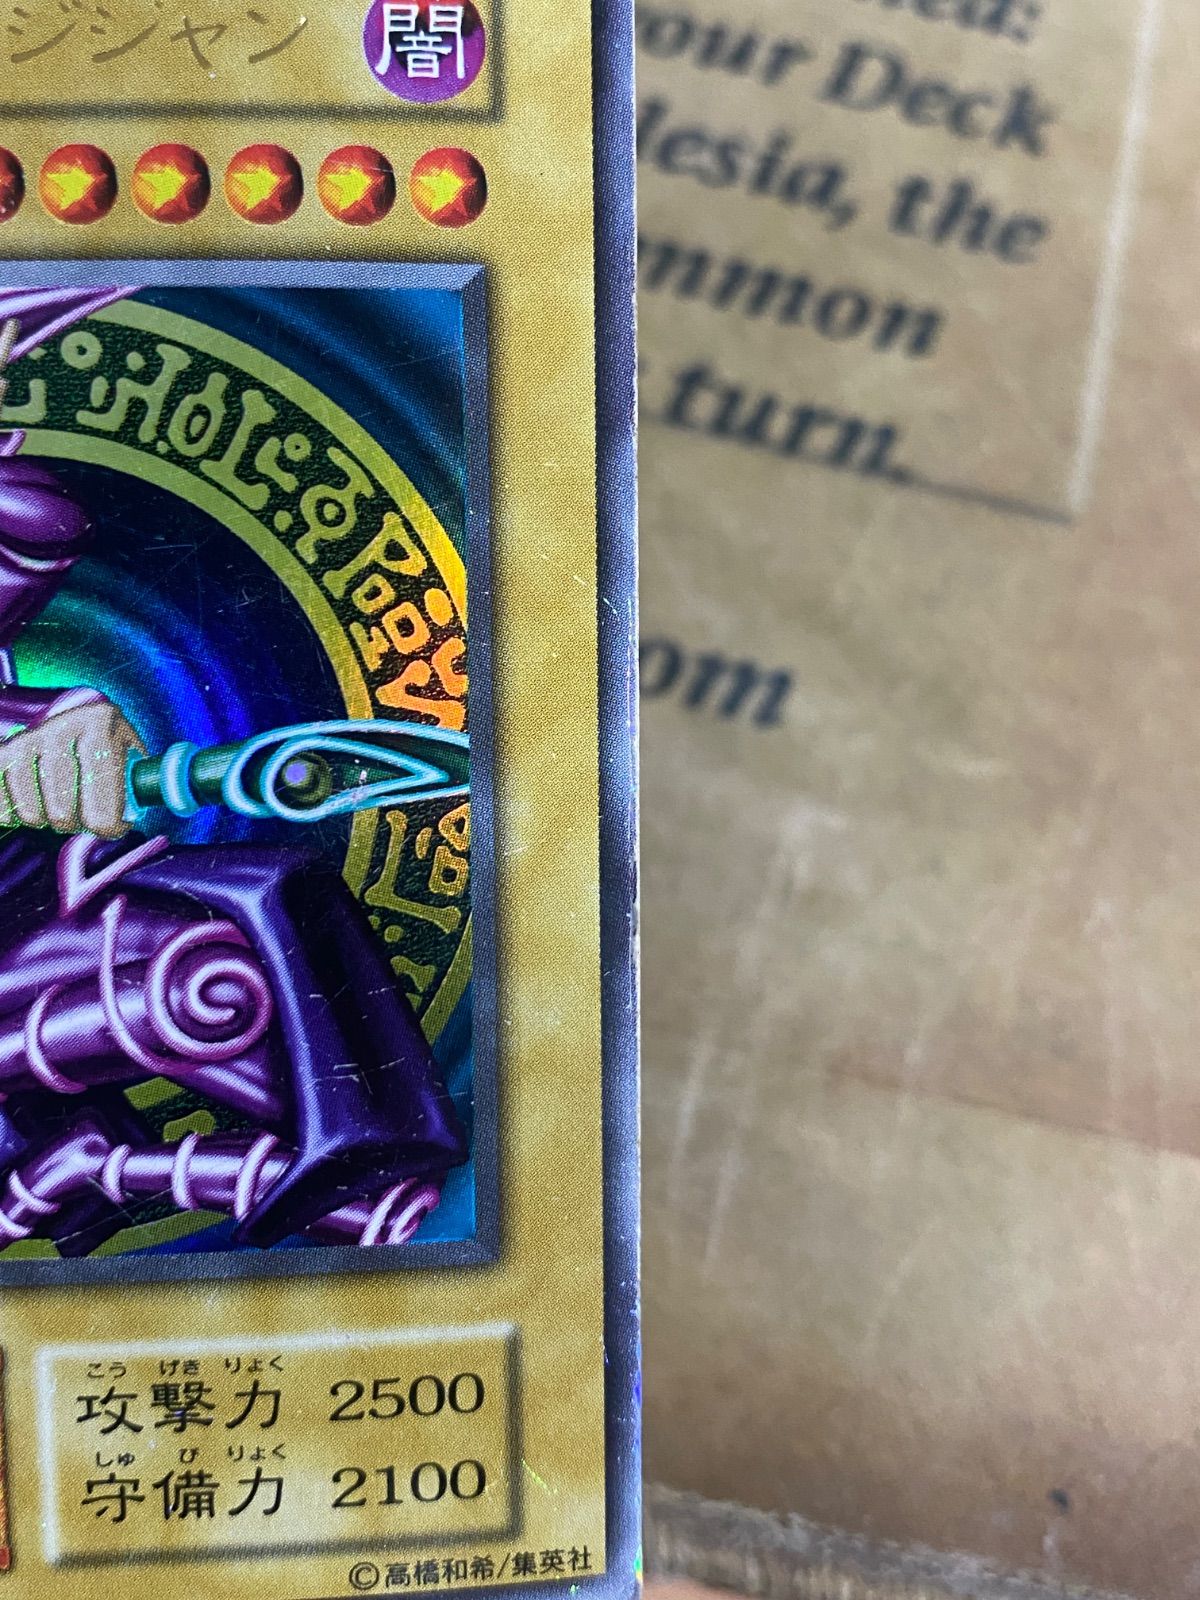 ジジャン
闇
こう げき りょく
攻撃力 2500
しゅ び りょく
守備力 2100
©高橋和希/集英社
our Deck
lesia, the
mmon
turn.
om